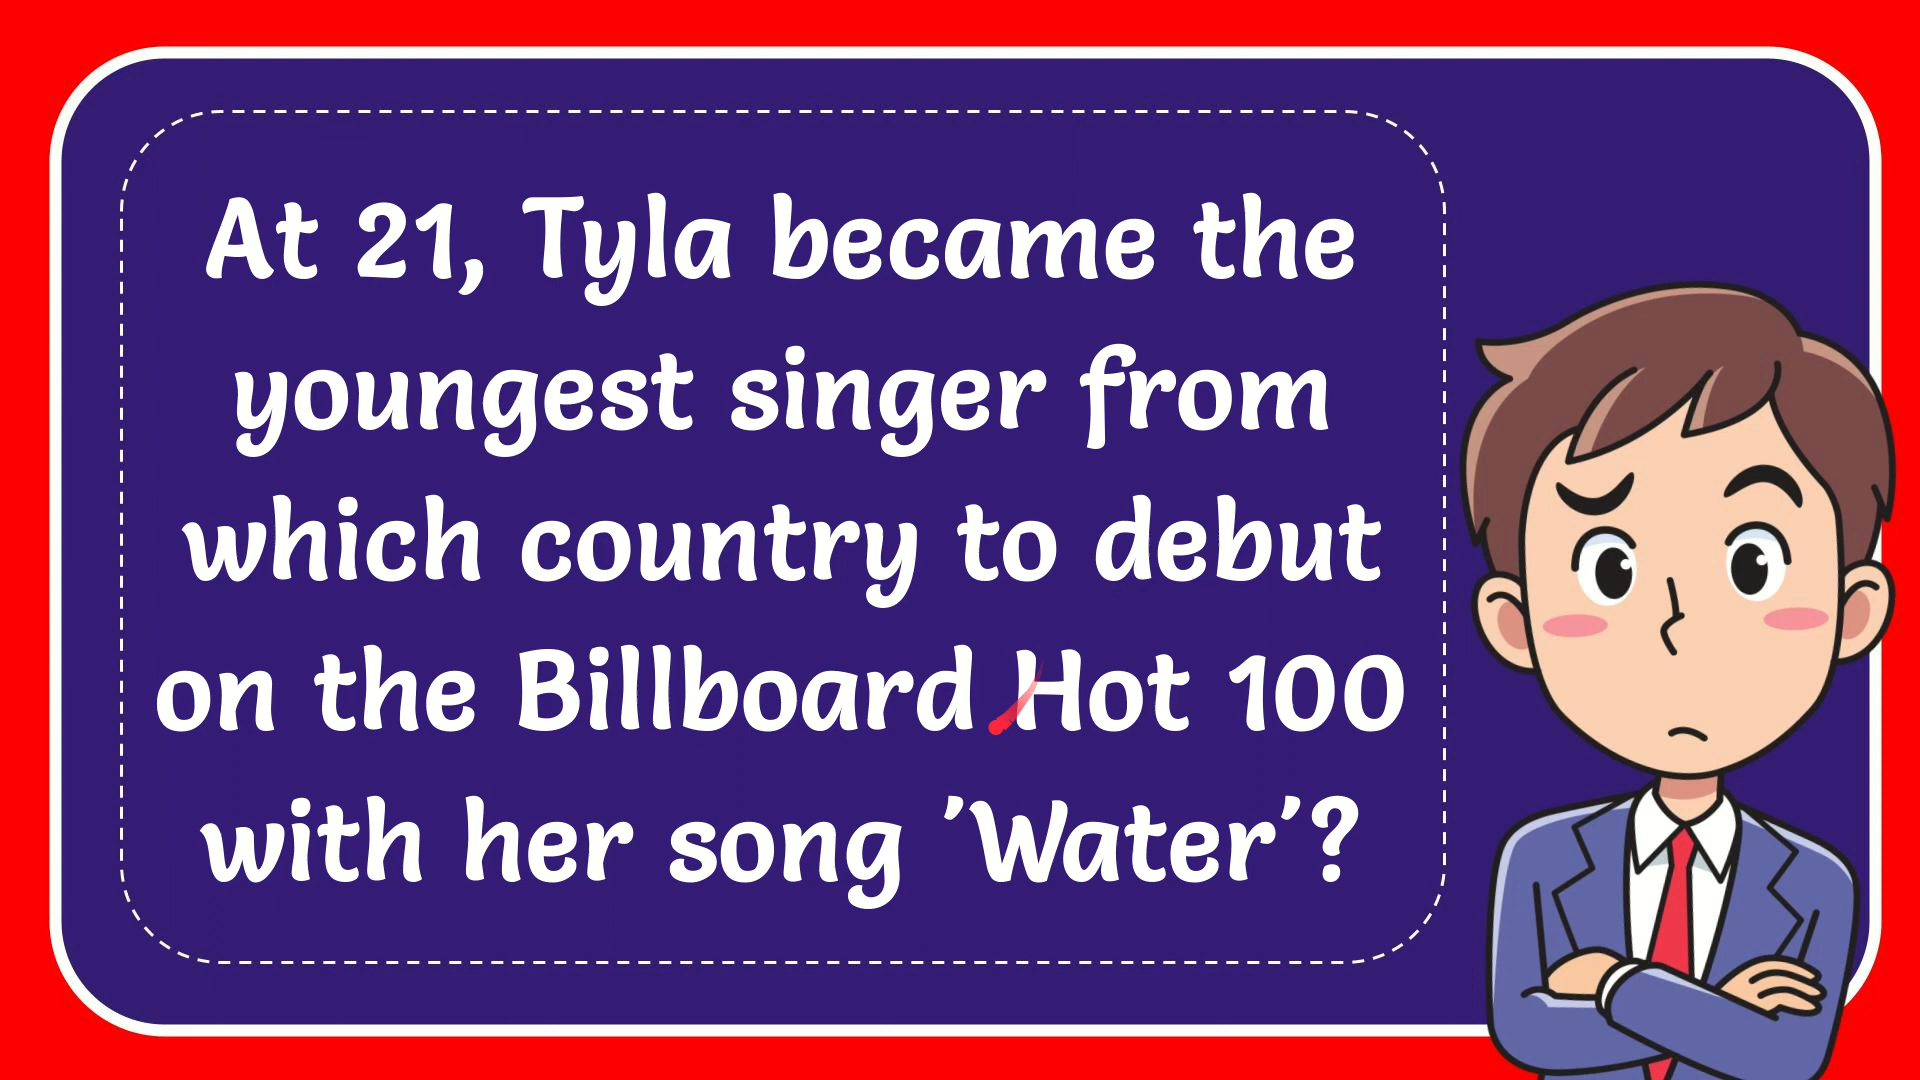 At 21, Tyla became the
youngest singer from
which country to debut
on the Billboard Hot 100
with her song 'Water'?